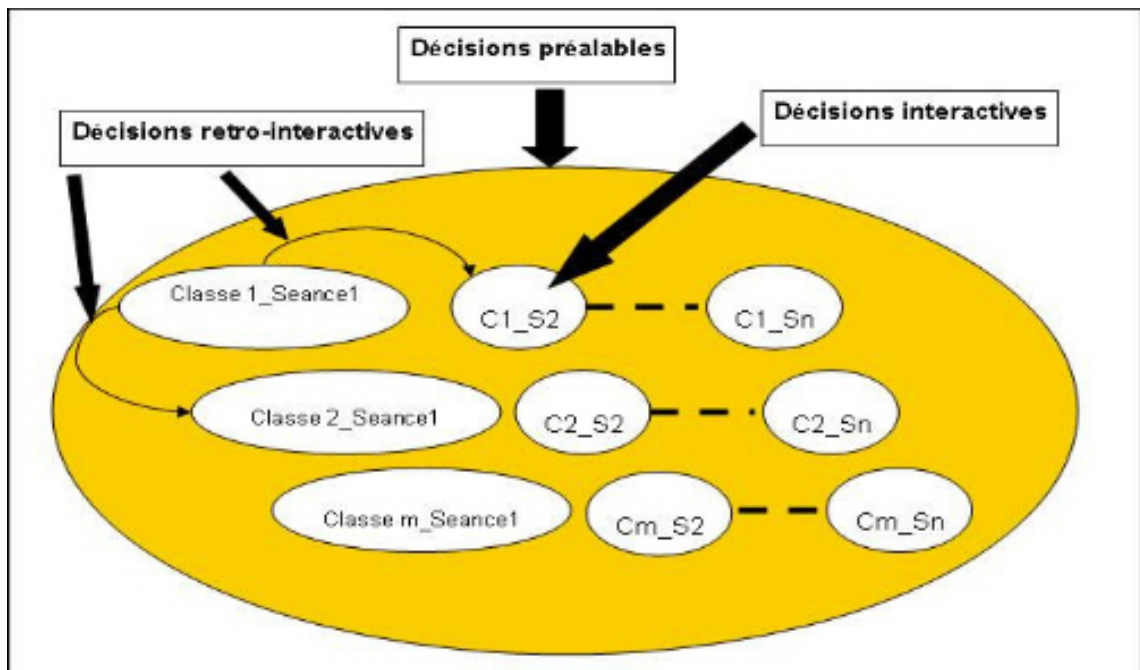 Décisions préalables
Décisions interactives
Décisions retro-interactives
Classe 1_Seance1
C1_S2
C1_Sn
Classe 2_Seance1
C2_S2
C2_Sn
Classe m_Seance1
Cm_S2
Cm_Sn